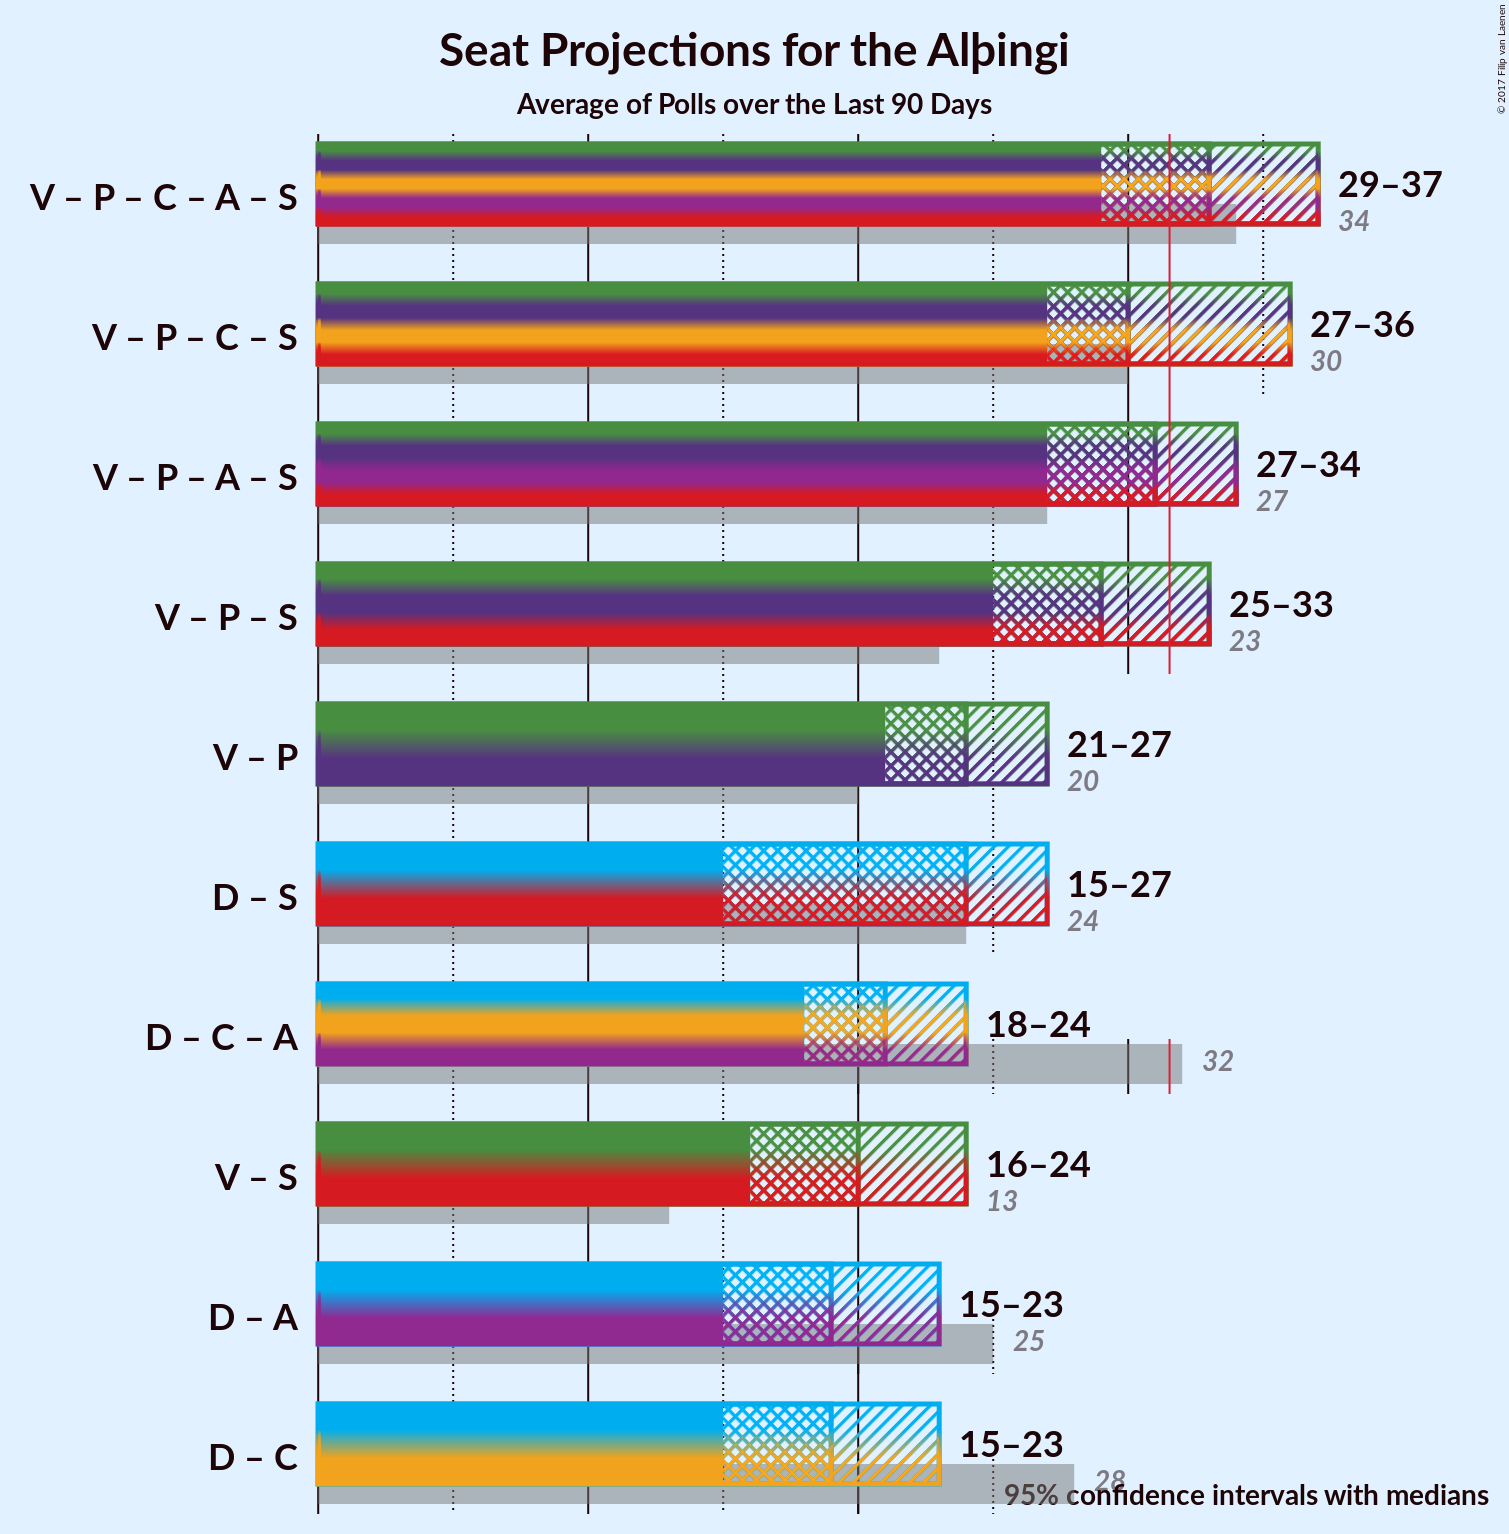 Seat Projections for the Alþingi
Average of Polls over the Last 90 Days
© 2017 Filip van Laenen
V – P – C – A – S
29–37
34
V – P – C – S
27–36
30
V – P – A – S
27–34
27
V – P – S
25–33
23
V – P
21–27
20
D – S
15–27
24
D – C – A
18–24
32
V – S
16–24
13
D – A
15–23
25
D – C
15–23
28
95% confidence intervals with medians